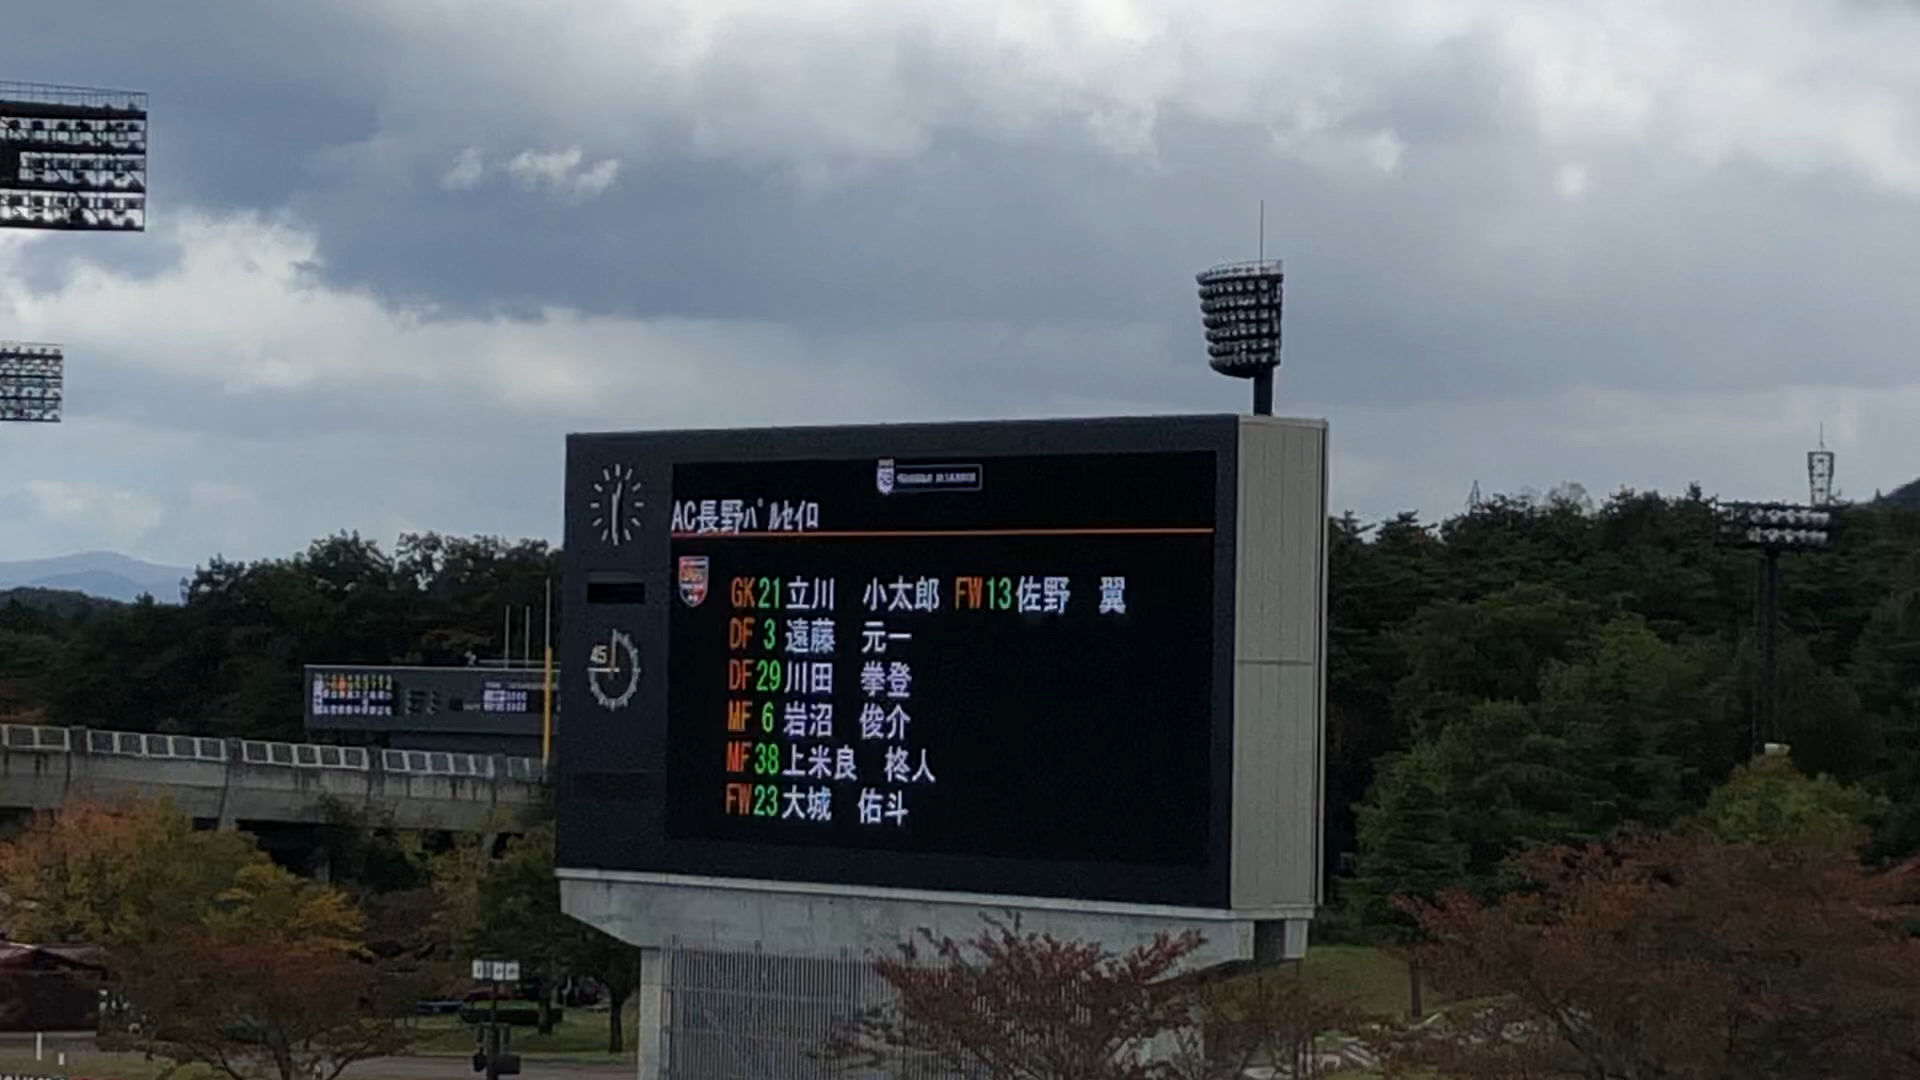 AC長野パルセイロ
GK21立川 小太郎 FW13佐野 翼
DF 3遠藤 元一
DF29川田 拳登
MF 6岩沼 俊介
MF38上米良 柊人
FW23大城 佑斗
45